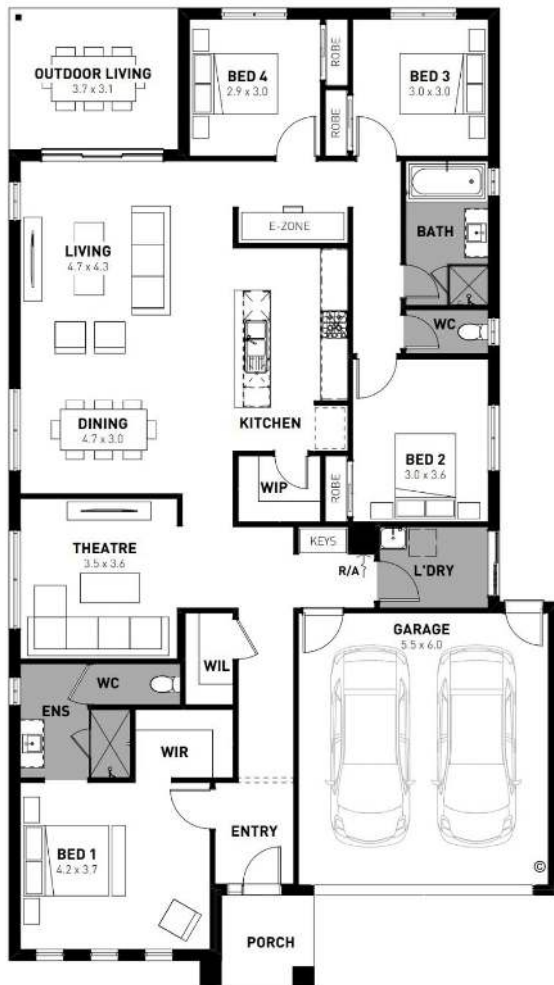 OUTDOOR LIVING
3.7 x 3.1
BED 4
2.9 x 3.0
ROBE
ROBE
BED 3
3.0 x 3.0
LIVING
4.7 x 4.3
E-ZONE
BATH
WC
DINING
4.7 x 3.0
KITCHEN
WIP
ROBE
BED 2
3.0 x 3.6
THEATRE
3.5 x 3.6
KEYS
R/A
L'DRY
GARAGE
5.5 x 6.0
WIL
WC
ENS
WIR
BED 1
4.2 x 3.7
ENTRY
©
PORCH